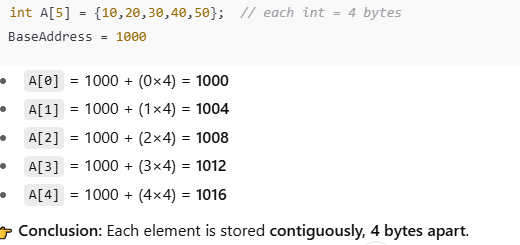 int A[5] = {10,20,30,40,50};  // each int = 4 bytes
BaseAddress = 1000
• A[0] = 1000 + (0×4) = 1000
• A[1] = 1000 + (1×4) = 1004
• A[2] = 1000 + (2×4) = 1008
• A[3] = 1000 + (3×4) = 1012
• A[4] = 1000 + (4×4) = 1016
👉 Conclusion: Each element is stored contiguously, 4 bytes apart.